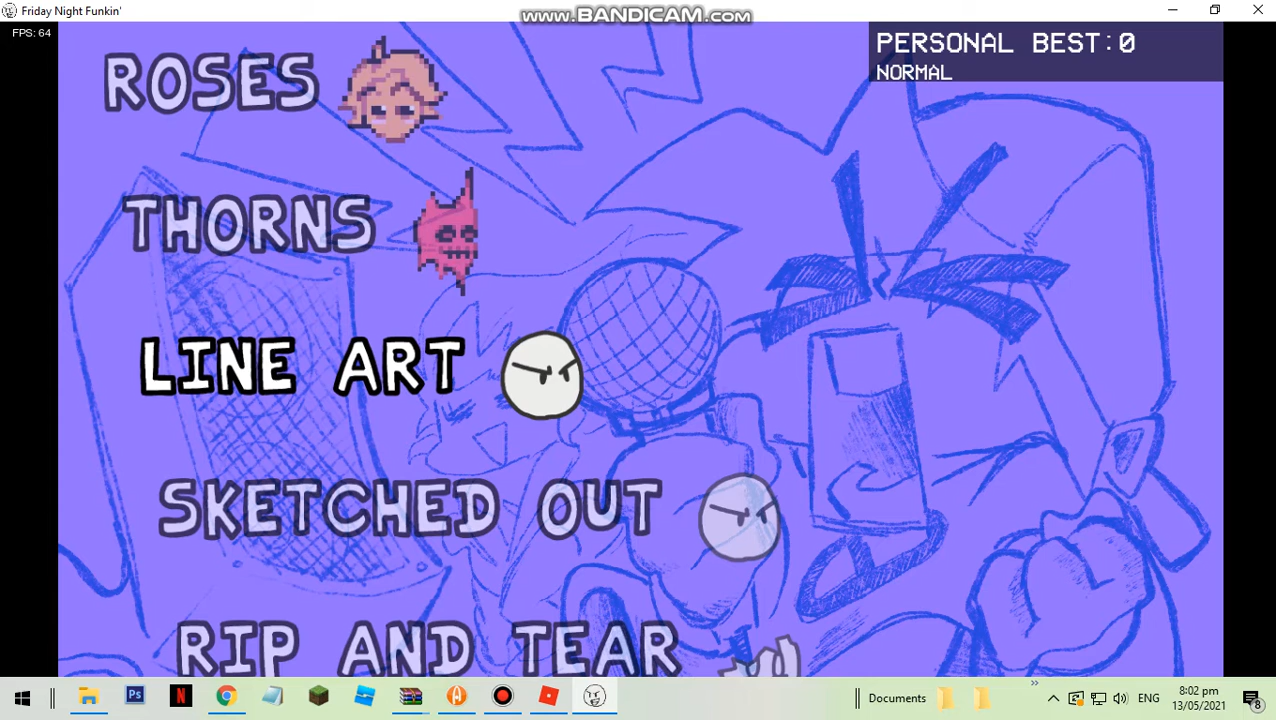 Friday Night Funkin'
www.BANDICAM.com
FPS: 64
PERSONAL BEST:0
NORMAL
ROSES
THORNS
LINE ART
SKETCHED OUT
RIP AND TEAR
Documents
ENG
8:02 pm
13/05/2021
8